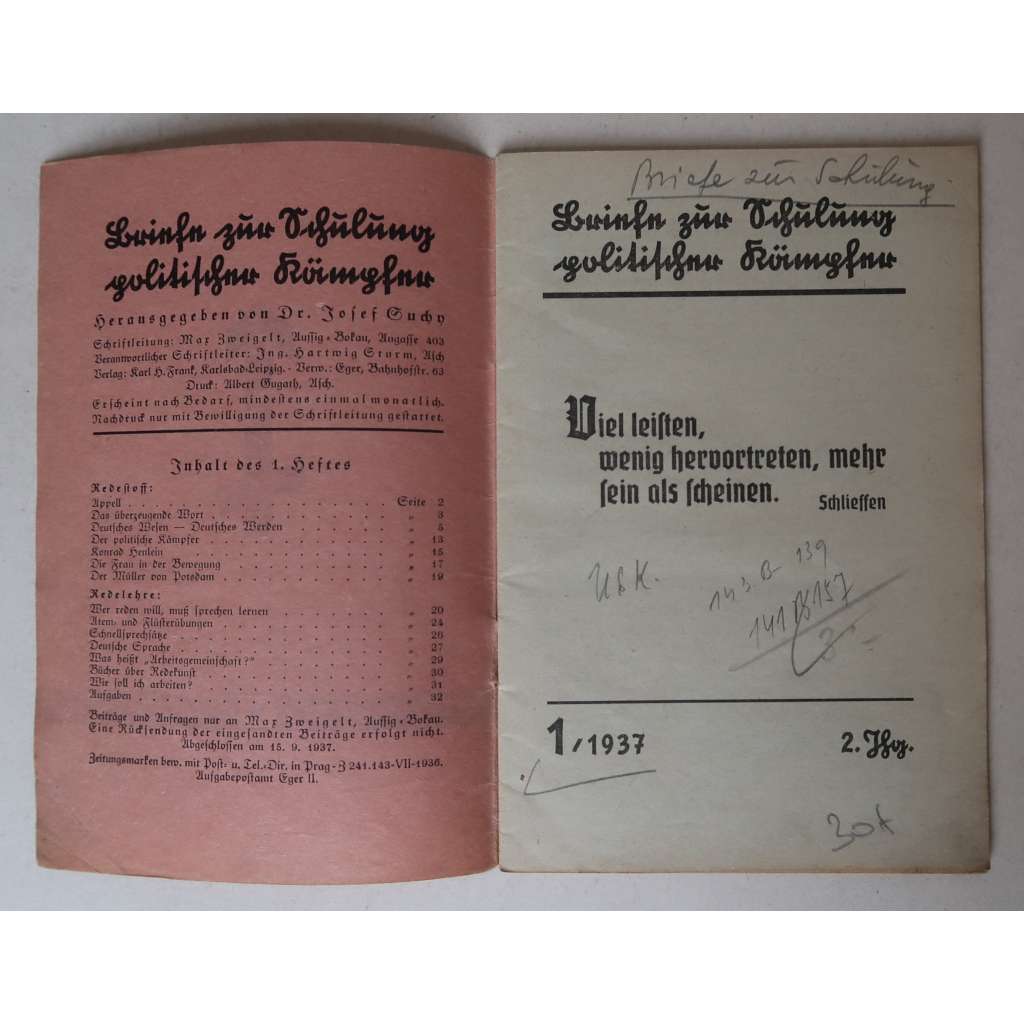 Briefe zur Schulung
politischer Kämpfer
Herausgegeben von Dr. Josef Suchy
Schriftleitung: Max Zweigelt, Aussig-Bokau, Augasse 403
Verantwortlicher Schriftleiter: Ing. Hartwig Sturm, Asch
Verlag: Karl H. Frank, Karlsbad-Leipzig. - Verw.: Eger, Bahnhofstr. 63
Druck: Albert Gugath, Asch.
Erscheint nach Bedarf, mindestens einmal monatlich.
Nachdruck nur mit Bewilligung der Schriftleitung gestattet.
Inhalt des 1. Heftes
Redestoff:
Appell . . . Seite 2
Das überzeugende Wort . . . „ 3
Deutsches Wesen — Deutsches Werden . . . „ 5
Der politische Kämpfer . . . „ 13
Konrad Henlein . . . „ 15
Die Frau in der Bewegung . . . „ 17
Der Müller von Potsdam . . . „ 19
Redelehre:
Wer reden will, muß sprechen lernen . . . „ 20
Atem- und Flüsterübungen . . . „ 24
Schnellsprechsätze . . . „ 26
Deutsche Sprache . . . „ 27
Was heißt „Arbeitsgemeinschaft?" . . . „ 29
Bücher über Redekunst . . . „ 30
Wie soll ich arbeiten? . . . „ 31
Aufgaben . . . „ 32
Beiträge und Anfragen nur an Max Zweigelt, Aussig-Bokau.
Eine Rücksendung der eingesandten Beiträge erfolgt nicht.
Abgeschlossen am 15. 9. 1937.
Zeitungsmarken bew. mit Post- u. Tel.-Dir. in Prag-Z 241.143-VII-1936.
Aufgabepostamt Eger II.
Briefe zur Schulung
Briefe zur Schulung
politischer Kämpfer
Viel leisten,
wenig hervortreten, mehr
sein als scheinen.
Schlieffen
143.B 139
1/1937 2. Jhg.